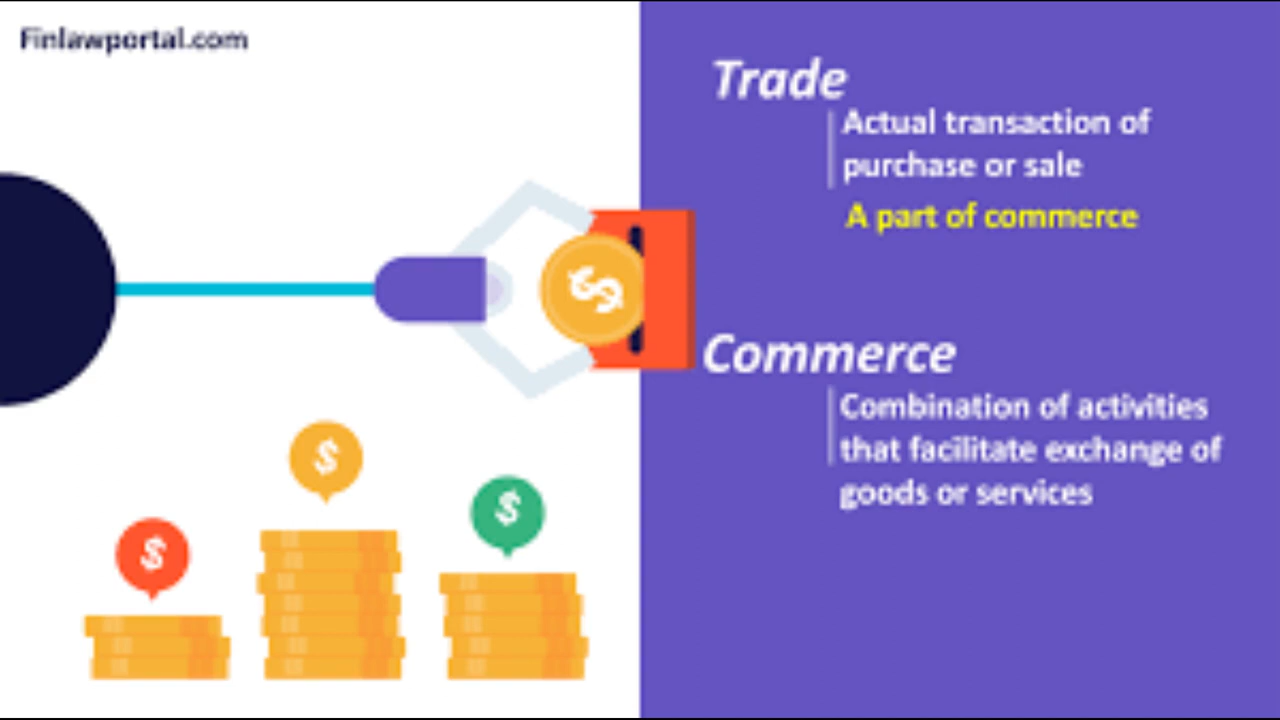 Finlawportal.com
Trade
Actual transaction of
purchase or sale
A part of commerce
Commerce
Combination of activities
that facilitate exchange of
goods or services
$
$
$
$